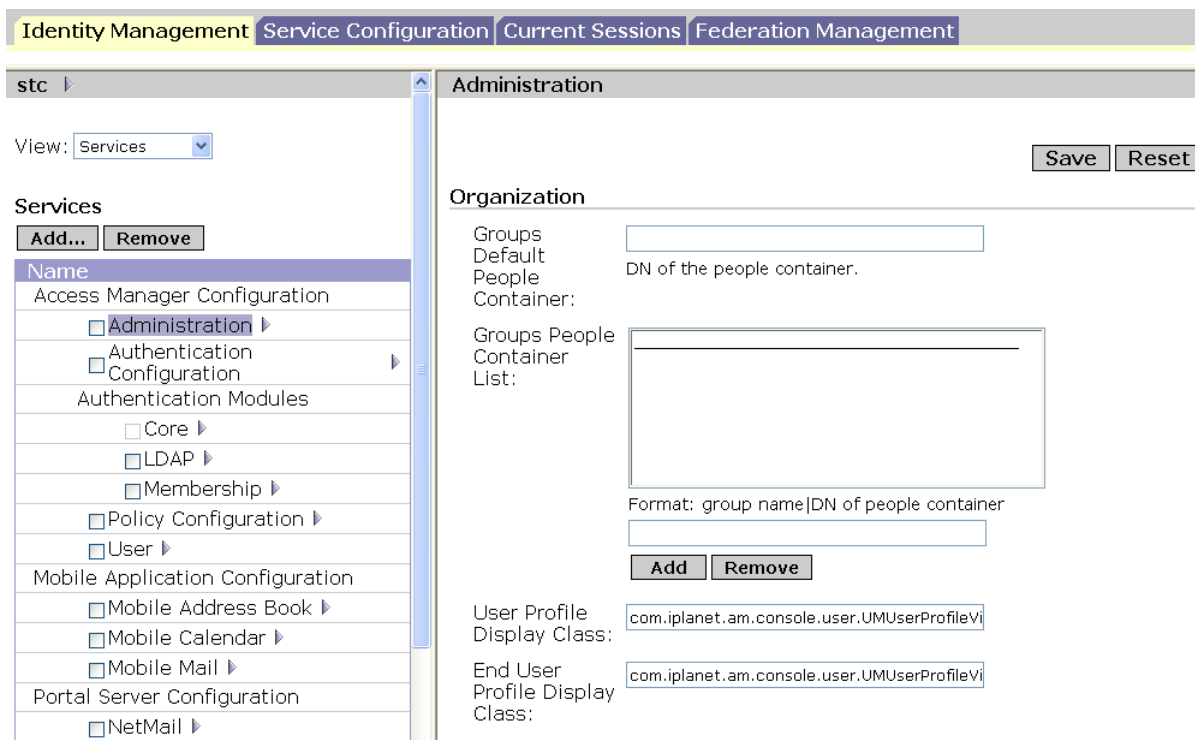 Identity Management Service Configuration Current Sessions Federation Management
stc
View: Services
Services
Add... Remove
Name
Access Manager Configuration
Administration
Authentication
Configuration
Authentication Modules
Core
LDAP
Membership
Policy Configuration
User
Mobile Application Configuration
Mobile Address Book
Mobile Calendar
Mobile Mail
Portal Server Configuration
NetMail
Administration
Save Reset
Organization
Groups
Default
People
Container:
DN of the people container.
Groups People
Container
List:
Format: group name|DN of people container
Add Remove
User Profile
Display Class:
com.iplanet.am.console.user.UMUserProfileVi
End User
Profile Display
Class:
com.iplanet.am.console.user.UMUserProfileVi